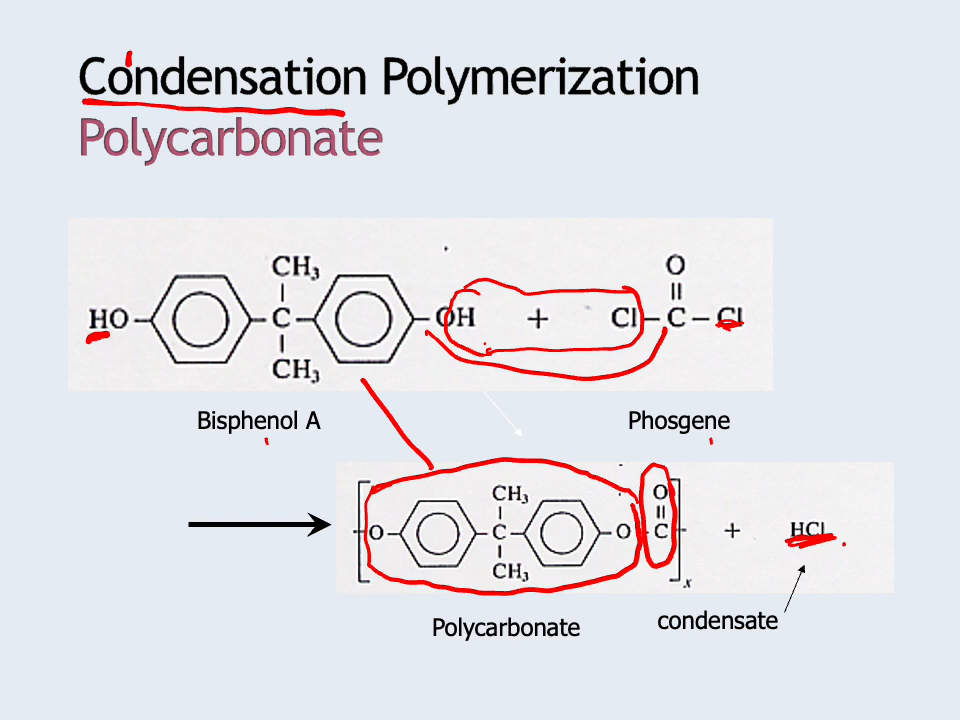 Condensation Polymerization
Polycarbonate
CH3 O
HO C OH + Cl C Cl
CH3
Bisphenol A Phosgene
CH3 O
O C O C + HCl
CH3 x
Polycarbonate condensate